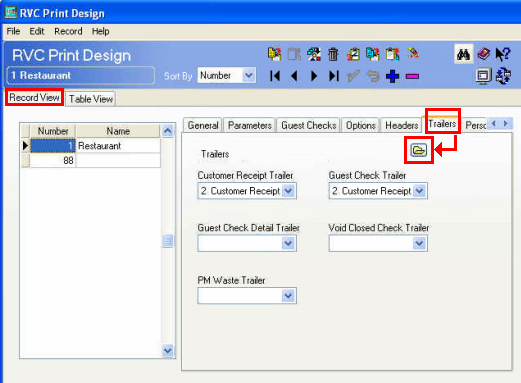 RVC Print Design
File Edit Record Help
RVC Print Design
1 Restaurant
Sort By Number
Record View Table View
General Parameters Guest Checks Options Headers Trailers
Number Name
1 Restaurant
88
Trailers
Customer Receipt Trailer Guest Check Trailer
2 Customer Receipt 2 Customer Receipt
Guest Check Detail Trailer Void Closed Check Trailer
PM Waste Trailer